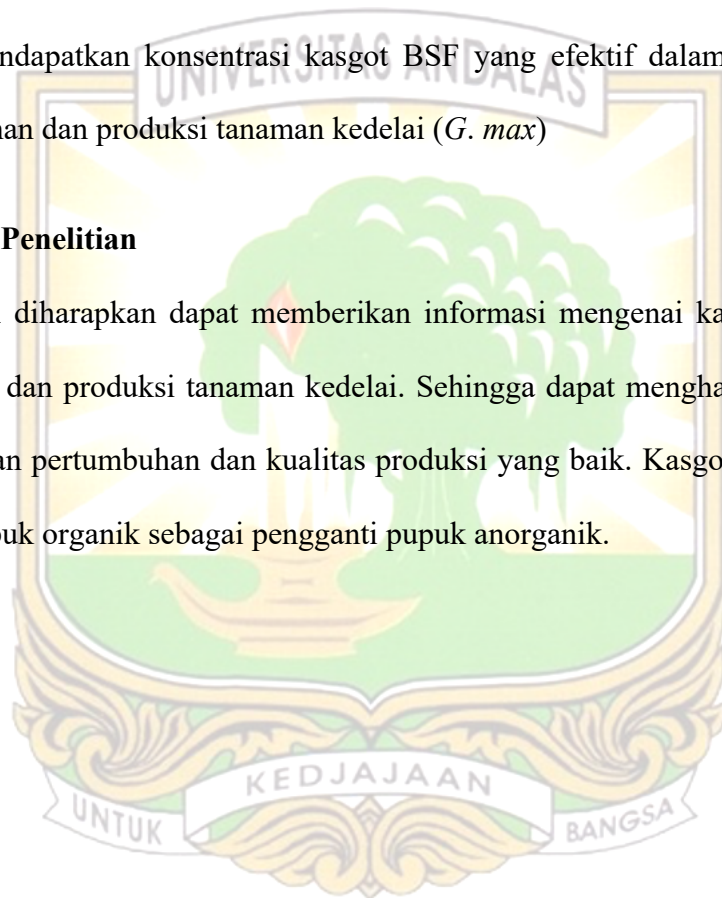 UNIVERSITAS ANDALAS
ndapatkan konsentrasi kasgot BSF yang efektif dalam
an dan produksi tanaman kedelai (G. max)
Penelitian
diharapkan dapat memberikan informasi mengenai ka
dan produksi tanaman kedelai. Sehingga dapat mengha
an pertumbuhan dan kualitas produksi yang baik. Kasgo
uk organik sebagai pengganti pupuk anorganik.
KEDJAJAAN
UNTUK
BANGSA